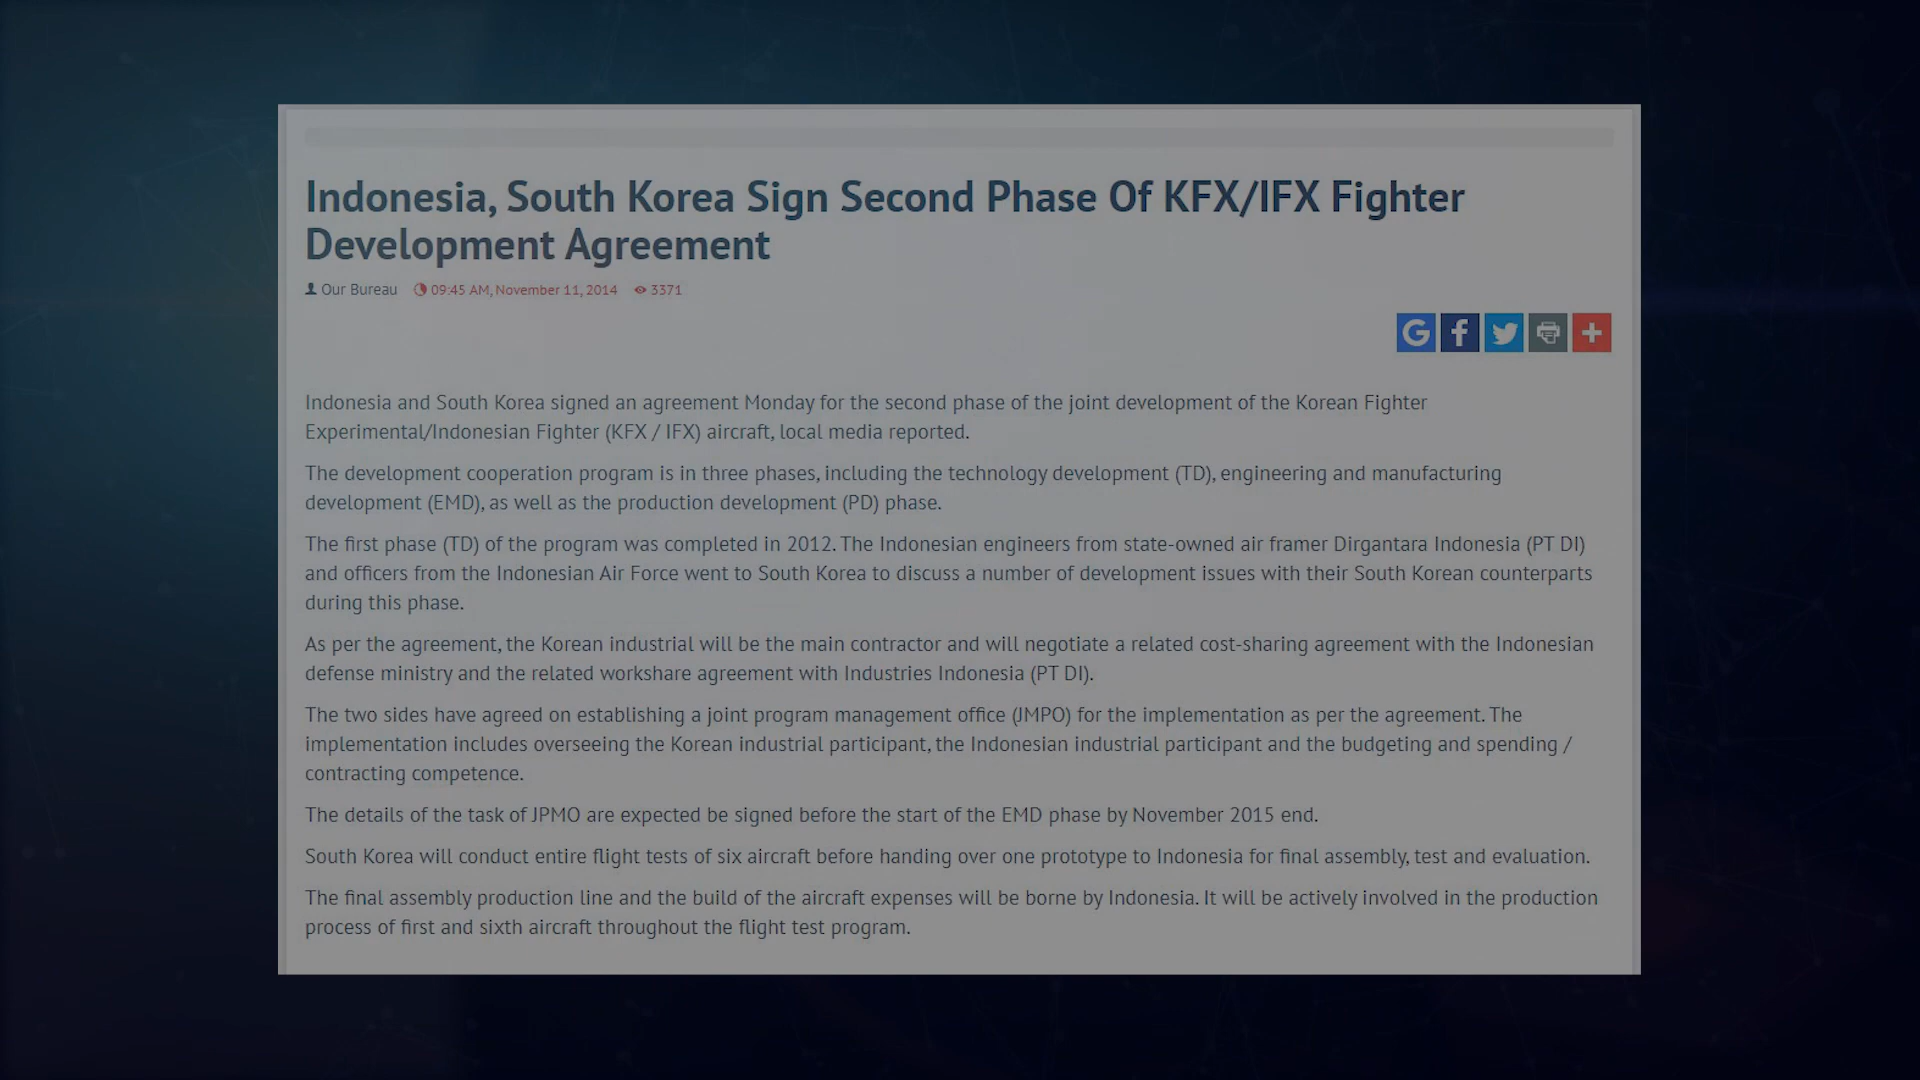 Indonesia, South Korea Sign Second Phase Of KFX/IFX Fighter
Development Agreement
Our Bureau 09:45 AM, November 11, 2014 3371
G f +
Indonesia and South Korea signed an agreement Monday for the second phase of the joint development of the Korean Fighter
Experimental/Indonesian Fighter (KFX / IFX) aircraft, local media reported.
The development cooperation program is in three phases, including the technology development (TD), engineering and manufacturing
development (EMD), as well as the production development (PD) phase.
The first phase (TD) of the program was completed in 2012. The Indonesian engineers from state-owned air framer Dirgantara Indonesia (PT DI)
and officers from the Indonesian Air Force went to South Korea to discuss a number of development issues with their South Korean counterparts
during this phase.
As per the agreement, the Korean industrial will be the main contractor and will negotiate a related cost-sharing agreement with the Indonesian
defense ministry and the related workshare agreement with Industries Indonesia (PT DI).
The two sides have agreed on establishing a joint program management office (JMPO) for the implementation as per the agreement. The
implementation includes overseeing the Korean industrial participant, the Indonesian industrial participant and the budgeting and spending /
contracting competence.
The details of the task of JPMO are expected be signed before the start of the EMD phase by November 2015 end.
South Korea will conduct entire flight tests of six aircraft before handing over one prototype to Indonesia for final assembly, test and evaluation.
The final assembly production line and the build of the aircraft expenses will be borne by Indonesia. It will be actively involved in the production
process of first and sixth aircraft throughout the flight test program.